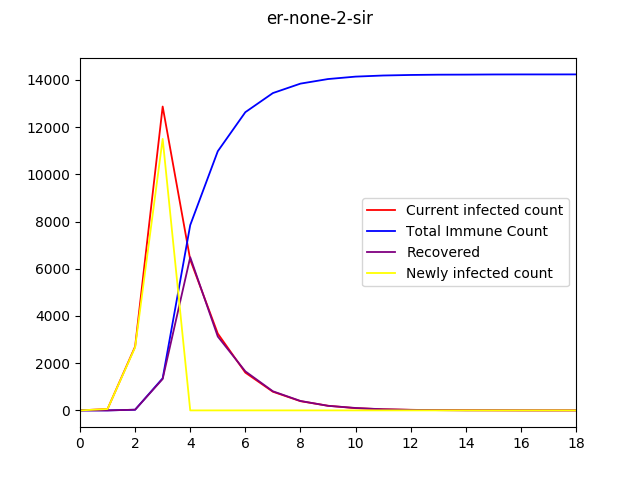 er-none-2-sir
14000
12000
10000
8000
6000
4000
2000
0
Current infected count
Total Immune Count
Recovered
Newly infected count
0 2 4 6 8 10 12 14 16 18